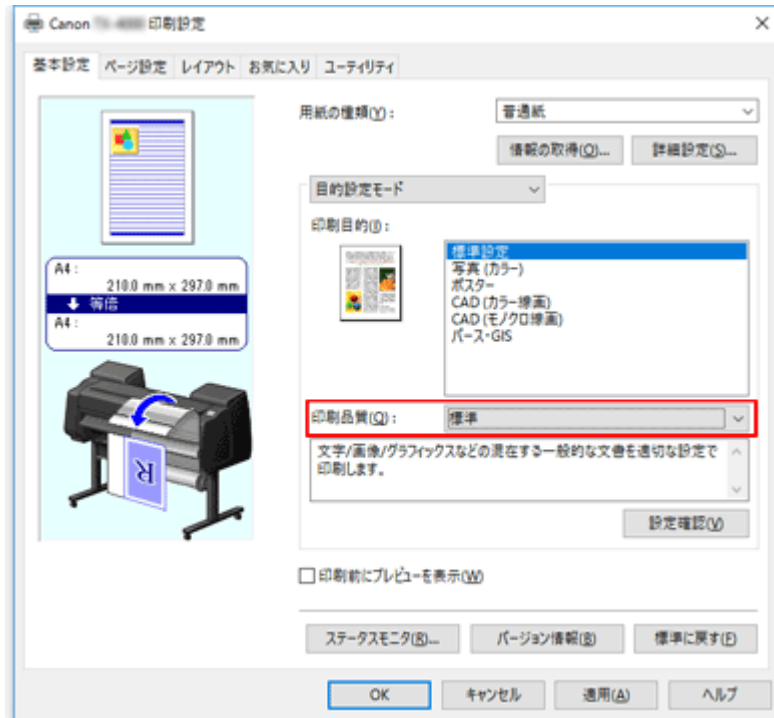 Canon 印刷設定
基本設定 ページ設定 レイアウト お気に入り ユーティリティ
用紙の種類(Y): 普通紙
情報の取得(O)... 詳細設定(S)...
目的設定モード
印刷目的(I):
標準設定
写真 (カラー)
ポスター
CAD (カラー線画)
CAD (モノクロ線画)
パース・GIS
A4 :
210.0 mm x 297.0 mm
等倍
A4 :
210.0 mm x 297.0 mm
R
印刷品質(Q): 標準
文字/画像/グラフィックスなどの混在する一般的な文書を適切な設定で
印刷します。
設定確認(V)
印刷前にプレビューを表示(W)
ステータスモニタ(R)... バージョン情報(B) 標準に戻す(F)
OK キャンセル 適用(A) ヘルプ